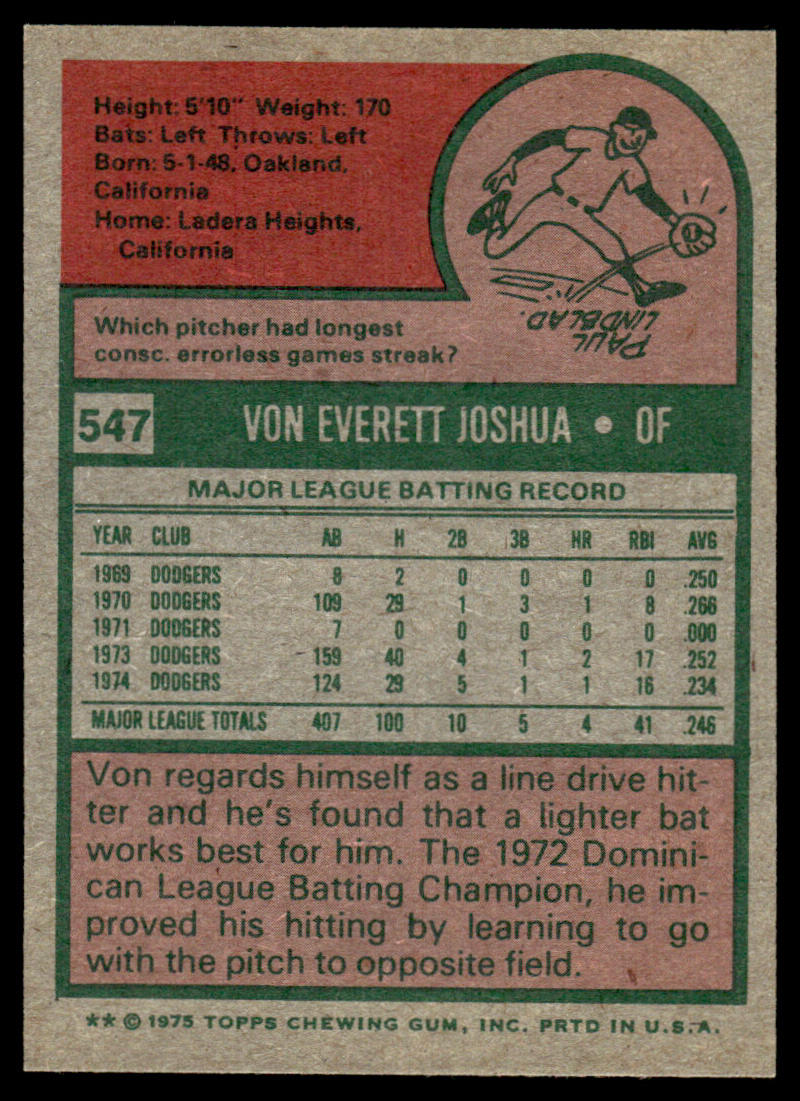 Height: 5'10" Weight: 170
Bats: Left Throws: Left
Born: 5-1-48, Oakland,
California
Home: Ladera Heights,
California
Which pitcher had longest
consc. errorless games streak?
PAUL
LINDBLAD.
547 VON EVERETT JOSHUA • OF
MAJOR LEAGUE BATTING RECORD
YEAR CLUB AB H 2B 3B HR RBI AVG
1969 DODGERS 8 2 0 0 0 0 .250
1970 DODGERS 109 29 1 3 1 8 .266
1971 DODGERS 7 0 0 0 0 0 .000
1973 DODGERS 159 40 4 1 2 17 .252
1974 DODGERS 124 29 5 1 1 16 .234
MAJOR LEAGUE TOTALS 407 100 10 5 4 41 .246
Von regards himself as a line drive hit-
ter and he's found that a lighter bat
works best for him. The 1972 Domini-
can League Batting Champion, he im-
proved his hitting by learning to go
with the pitch to opposite field.
** © 1975 TOPPS CHEWING GUM, INC. PRTD IN U.S.A.